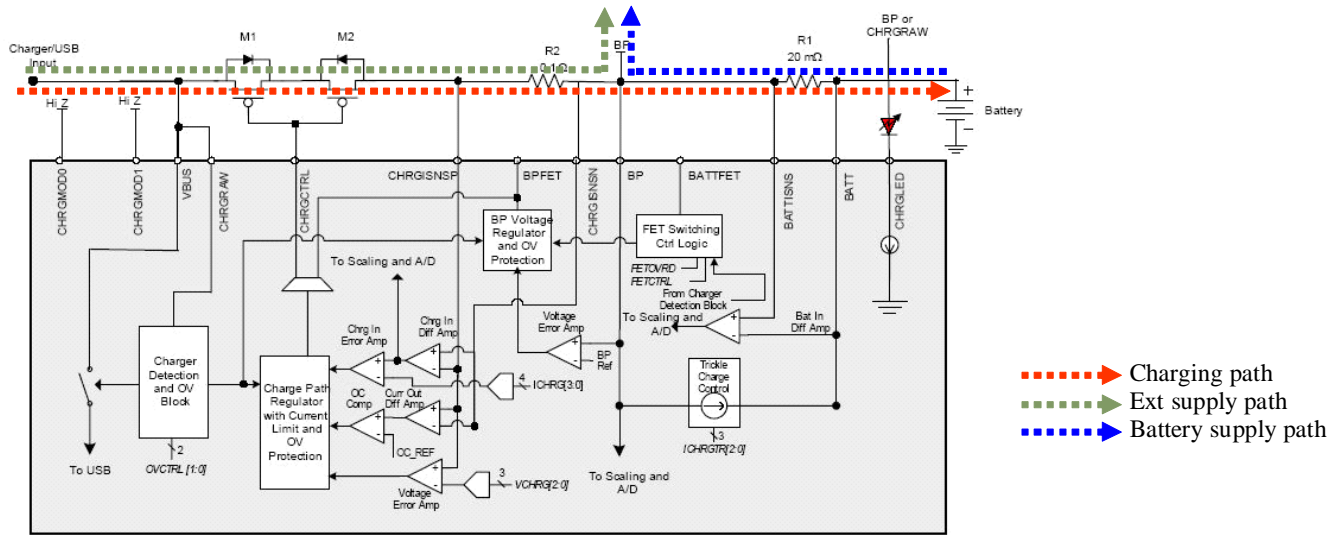 Charger/USB
Input
M1
M2
R2
0.1Ω
BP
R1
20 mΩ
BP or
CHRGRAW
Hi Z
Hi Z
+
Battery
−
CHRGMOD0
CHRGMOD1
VBUS
CHRGRAW
CHRGCTRL
CHRGISNSP
BPFET
CHRGISNSN
BP
BATTFET
BATTISNS
BATT
CHRGLED
BP Voltage
Regulator
and OV
Protection
FET Switching
Ctrl Logic
FETOVRD
FETCTRL
From Charger
Detection Block
To Scaling and A/D
To Scaling and
A/D
+
-
Bat In
Diff Amp
Voltage
Error Amp
+
-
BP
Ref
Chrg In
Error Amp
Chrg In
Diff Amp
+
-
+
-
4
ICHRG[3:0]
Charger
Detection
and OV
Block
Charge Path
Regulator
with Current
Limit and
OV
Protection
OC
Comp
Curr Out
Diff Amp
+
-
+
-
OC_REF
Trickle
Charge
Control
3
ICHRGTR[2:0]
To USB
2
OVCTRL [1:0]
+
-
Voltage
Error Amp
3
VCHRG[2:0]
To Scaling and
A/D
Charging path
Ext supply path
Battery supply path